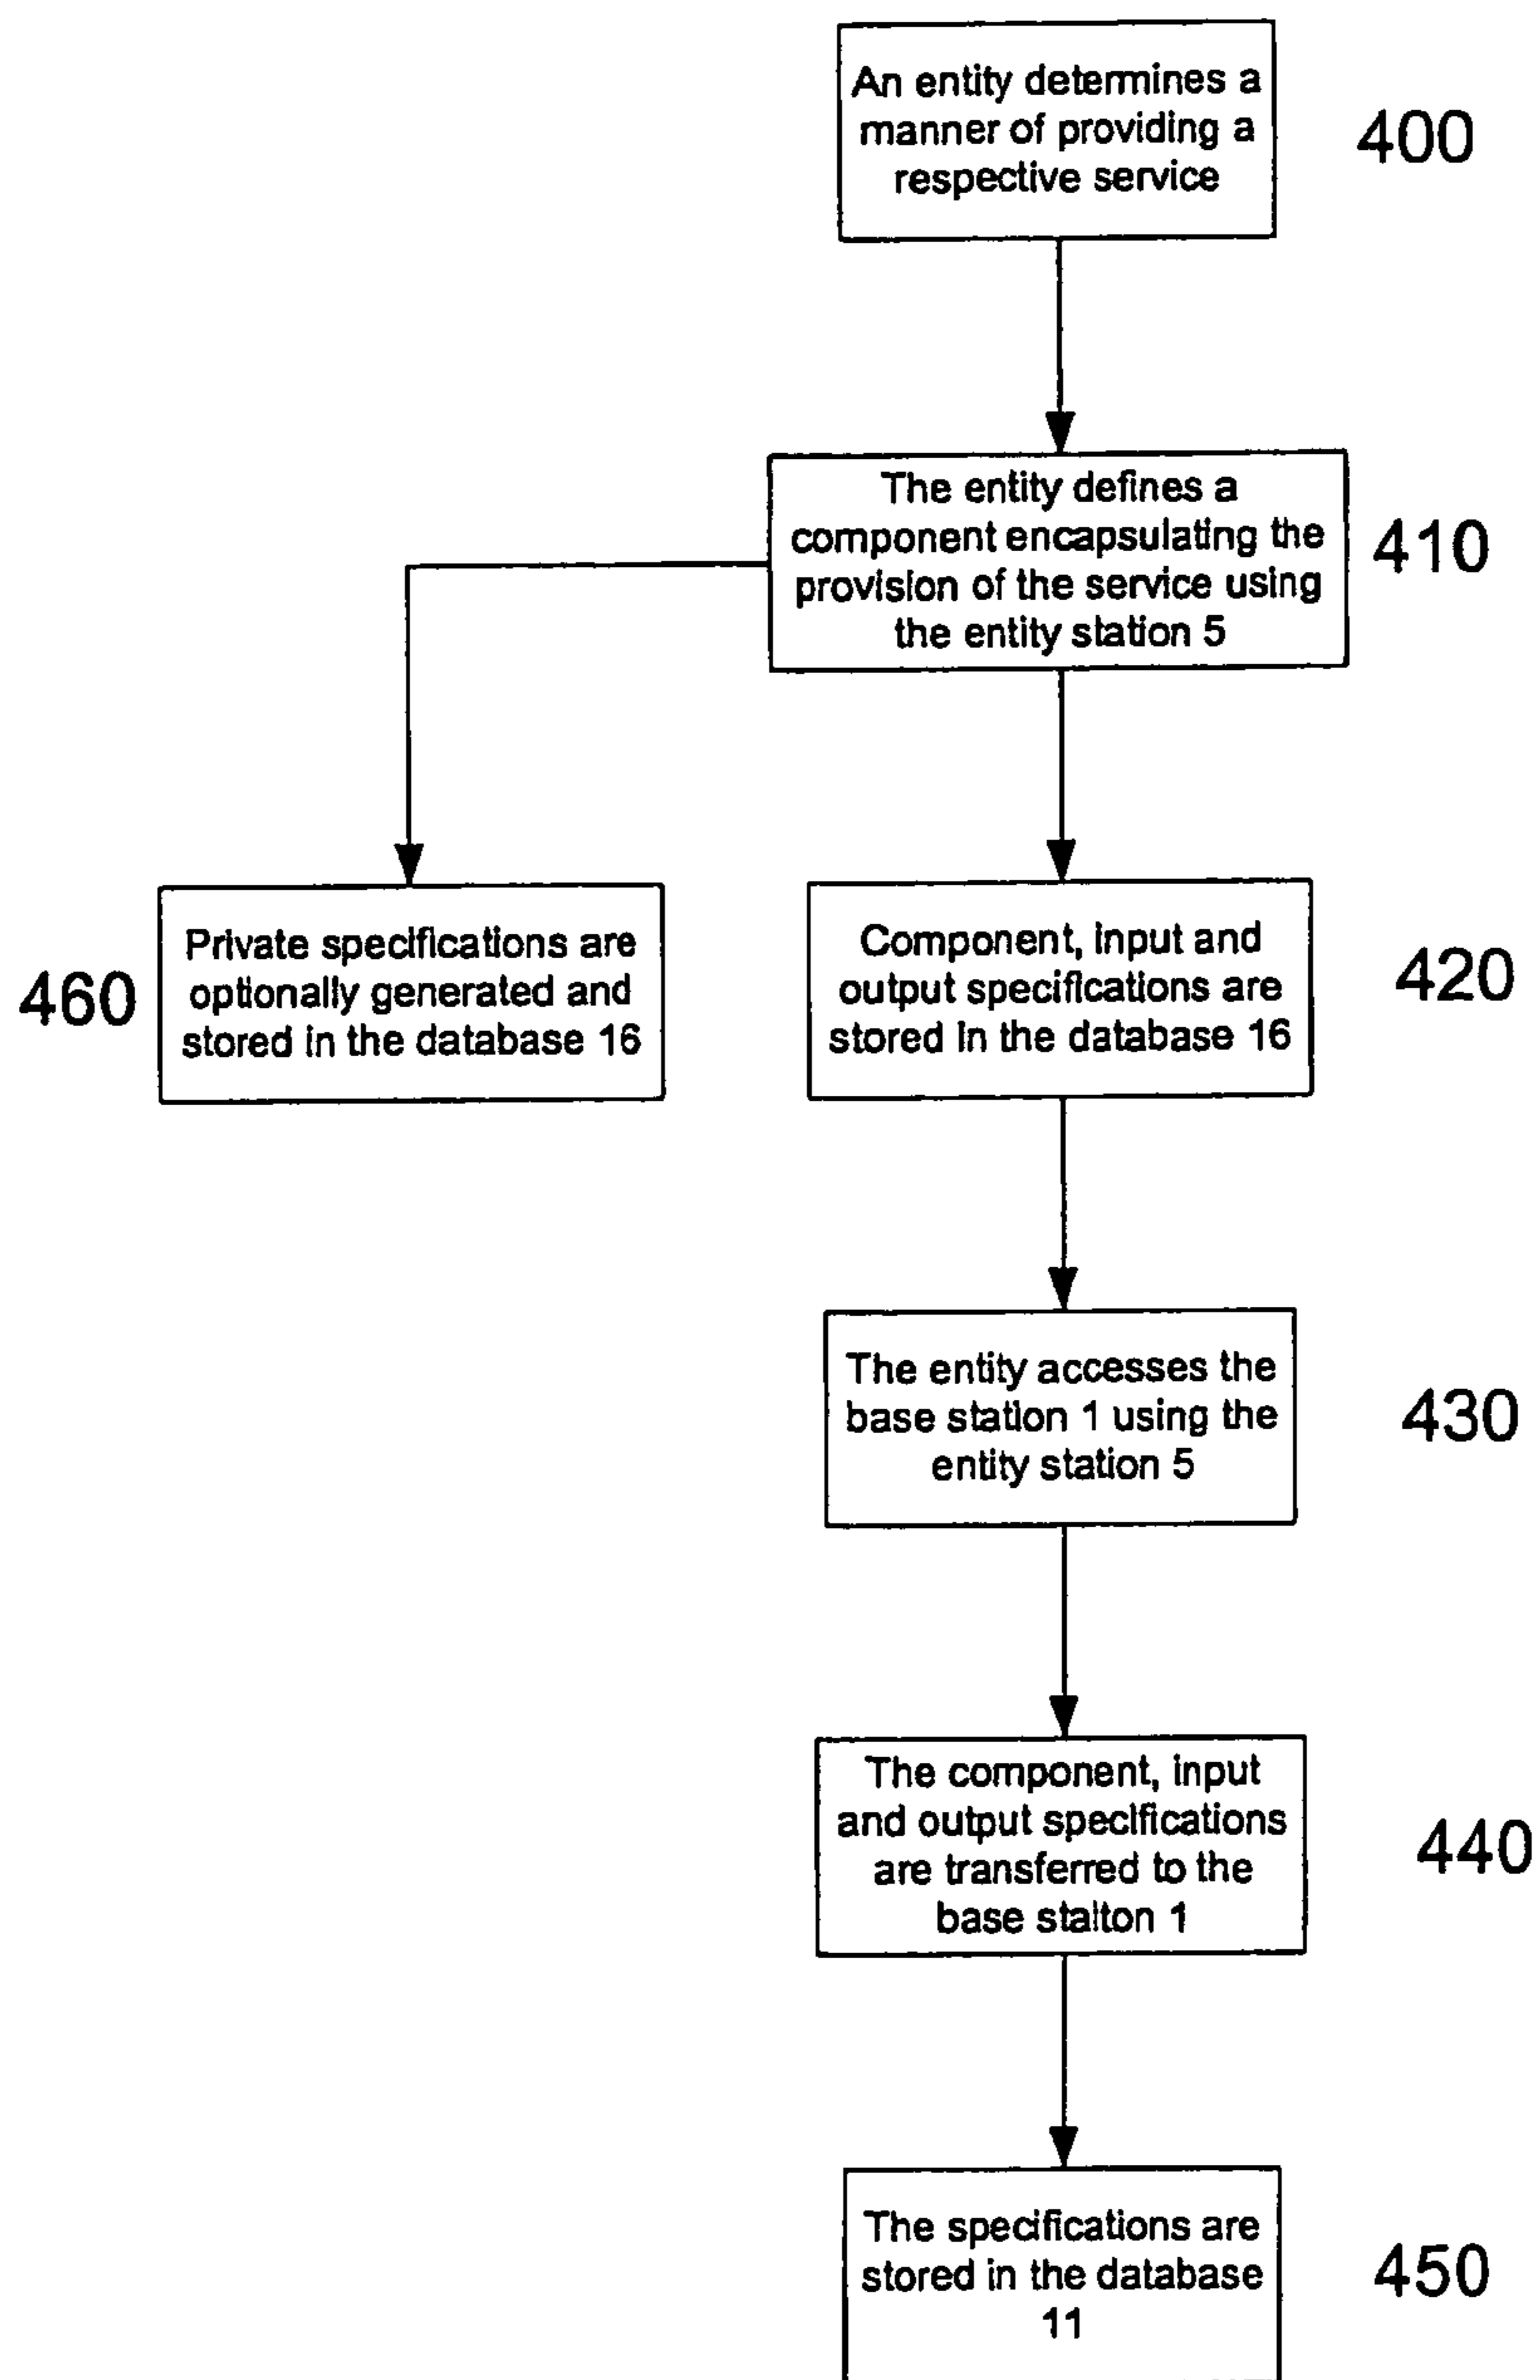 An entity determines a
manner of providing a
respective service
400
The entity defines a
component encapsulating the
provision of the service using
the entity station 5
410
460
Private specifications are
optionally generated and
stored in the database 16
Component, input and
output specifications are
stored in the database 16
420
The entity accesses the
base station 1 using the
entity station 5
430
The component, input
and output specifications
are transferred to the
base staiton 1
440
The specifications are
stored in the database
11
450